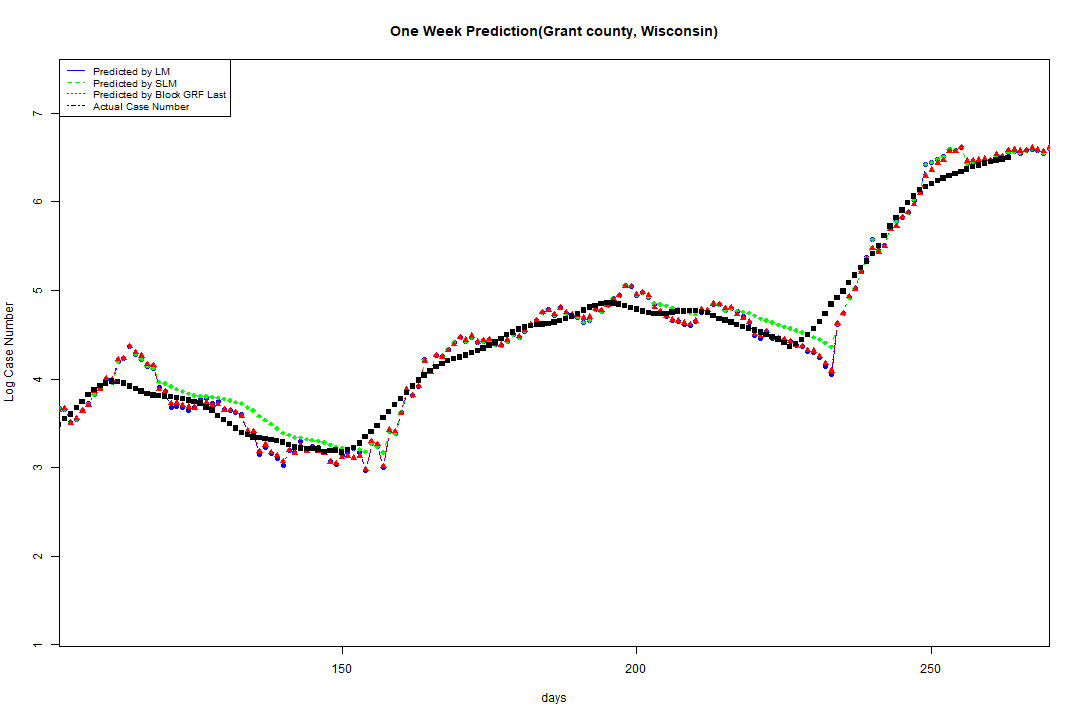 One Week Prediction(Grant county, Wisconsin)
Predicted by LM
Predicted by SLM
Predicted by Block GRF Last
Actual Case Number
7
6
5
4
3
2
1
Log Case Number
150 200 250
days